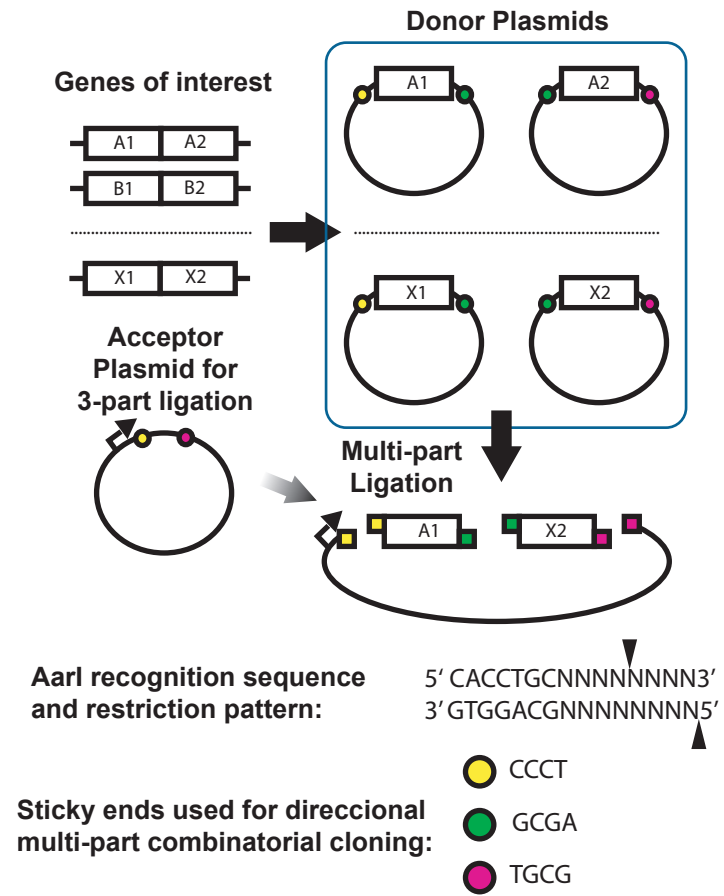 Donor Plasmids
Genes of interest
A1 A2
B1 B2
X1 X2
A1
A2
X1
X2
Acceptor
Plasmid for
3-part ligation
Multi-part
Ligation
A1
X2
AarI recognition sequence
and restriction pattern:
5‘ CACCTGCNNNNNNNN3’
3’GTGGACGNNNNNNNN5’
Sticky ends used for direccional
multi-part combinatorial cloning:
CCCT
GCGA
TGCG